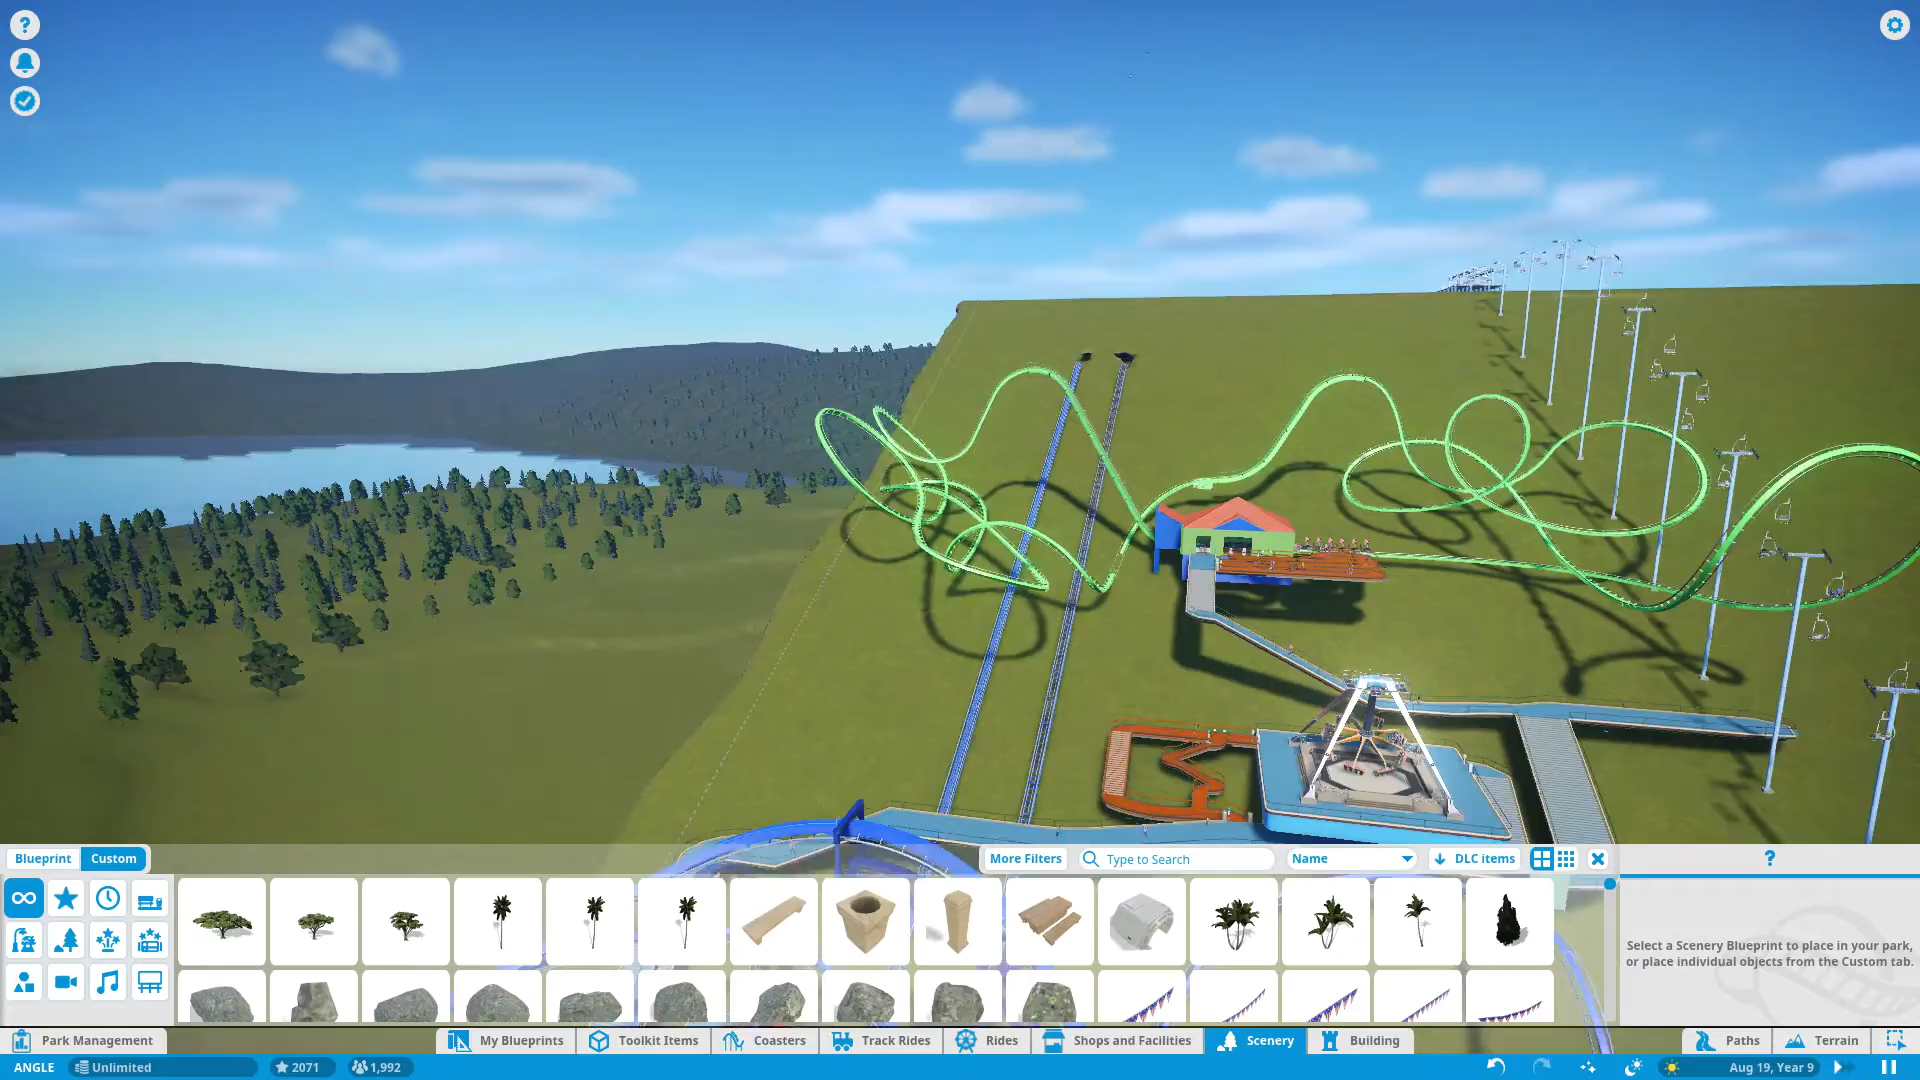 Blueprint Custom
More Filters Type to Search Name DLC items
Select a Scenery Blueprint to place in your park,
or place individual objects from the Custom tab.
Park Management My Blueprints Toolkit Items Coasters Track Rides Rides Shops and Facilities Scenery Building Paths Terrain
ANGLE Unlimited 2071 1,992 Aug 19, Year 9